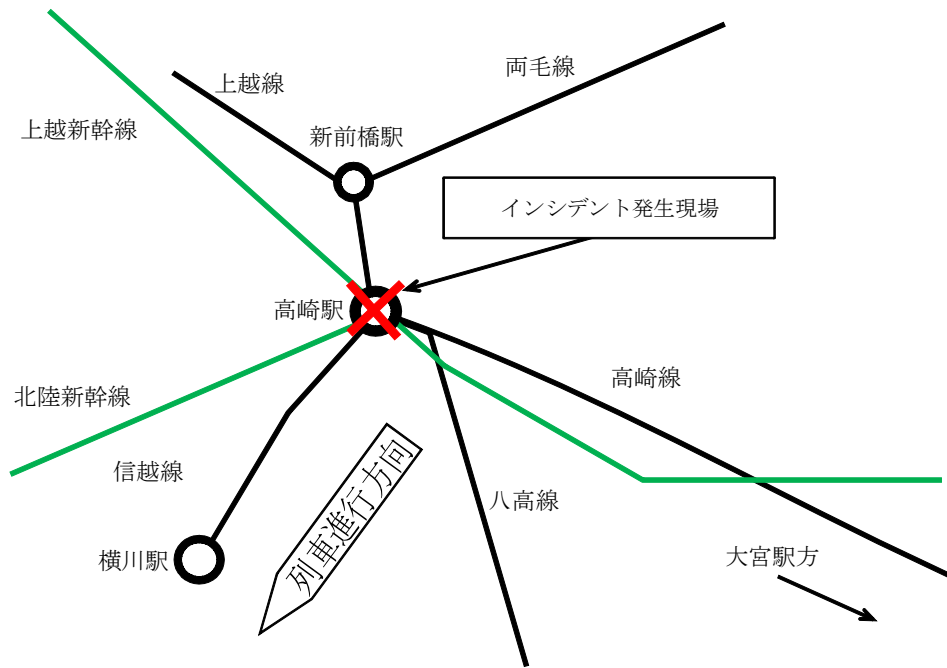 上越線
両毛線
上越新幹線
新前橋駅
インシデント発生現場
高崎駅
高崎線
北陸新幹線
信越線
八高線
列車進行方向
横川駅
大宮駅方